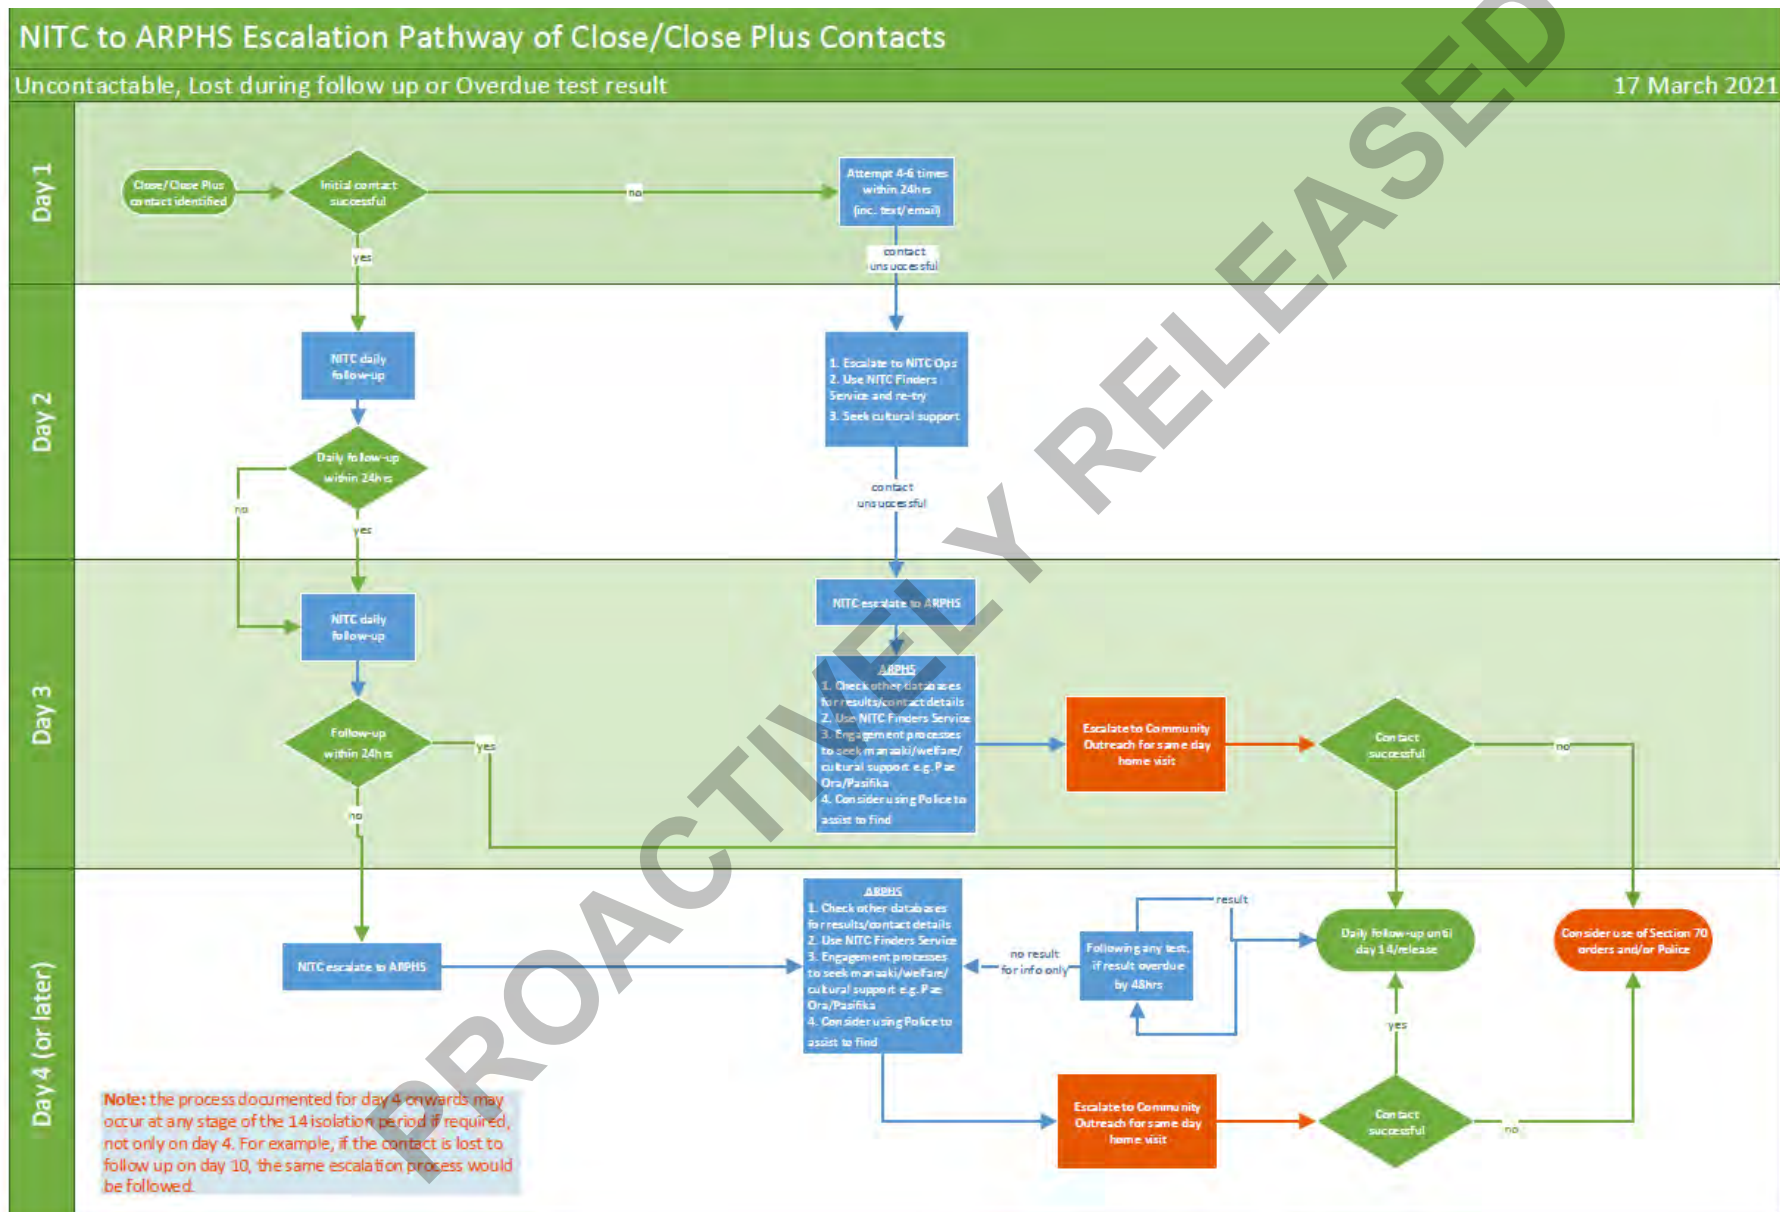 NITC to ARPHS Escalation Pathway of Close/Close Plus Contacts
Uncontactable, Lost during follow up or Overdue test result
17 March 2021
Day 1
Close/Close Plus
contact identified
Initial contact
successful
no
Attempt 4-6 times
within 24hrs
(inc. text/email)
yes
contact
unsuccessful
Day 2
NITC daily
follow-up
1. Escalate to NITC Ops
2. Use NITC Finders
Service and re-try
3. Seek cultural support
Daily follow-up
within 24hrs
no
yes
contact
unsuccessful
Day 3
NITC daily
follow-up
NITC escalate to ARPHS
Follow-up
within 24hrs
yes
no
ARPHS
1. Check other databases
for results/contact details
2. Use NITC Finders Service
3. Engagement processes
to seek manaaki/welfare/
cultural support e.g. Pae
Ora/Pasifika
4. Consider using Police to
assist to find
Escalate to Community
Outreach for same day
home visit
Contact
successful
no
Day 4 (or later)
NITC escalate to ARPHS
ARPHS
1. Check other databases
for results/contact details
2. Use NITC Finders Service
3. Engagement processes
to seek manaaki/welfare/
cultural support e.g. Pae
Ora/Pasifika
4. Consider using Police to
assist to find
no result
for info only
Following any test,
if result overdue
by 48hrs
result
Daily follow-up until
day 14/release
Consider use of Section 70
orders and/or Police
yes
Escalate to Community
Outreach for same day
home visit
Contact
successful
no
Note: the process documented for day 4 onwards may
occur at any stage of the 14 isolation period if required,
not only on day 4. For example, if the contact is lost to
follow up on day 10, the same escalation process would
be followed.
PROACTIVELY RELEASED